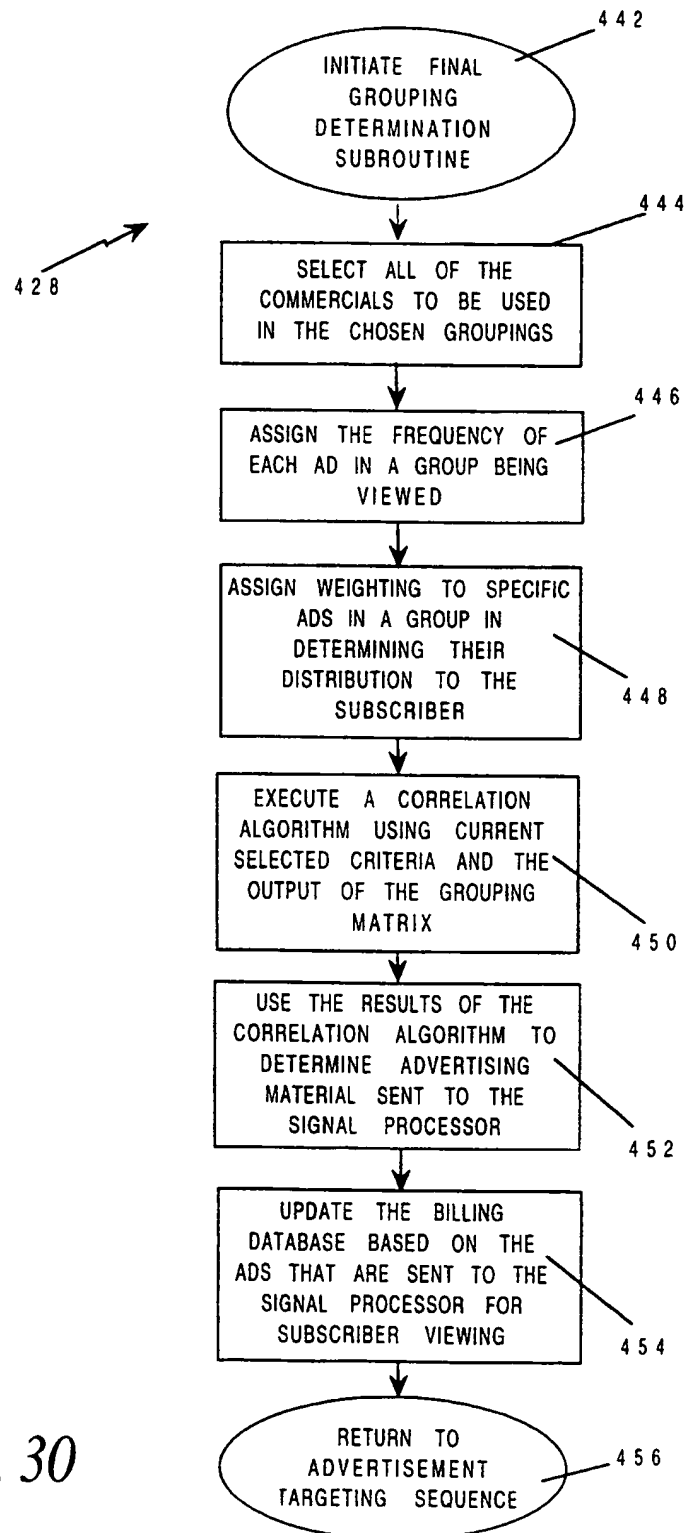 442
INITIATE FINAL
GROUPING
DETERMINATION
SUBROUTINE
428
444
SELECT ALL OF THE
COMMERCIALS TO BE USED
IN THE CHOSEN GROUPINGS
446
ASSIGN THE FREQUENCY OF
EACH AD IN A GROUP BEING
VIEWED
ASSIGN WEIGHTING TO SPECIFIC
ADS IN A GROUP IN
DETERMINING THEIR
DISTRIBUTION TO THE
SUBSCRIBER
448
EXECUTE A CORRELATION
ALGORITHM USING CURRENT
SELECTED CRITERIA AND THE
OUTPUT OF THE GROUPING
MATRIX
450
USE THE RESULTS OF THE
CORRELATION ALGORITHM TO
DETERMINE ADVERTISING
MATERIAL SENT TO THE
SIGNAL PROCESSOR
452
UPDATE THE BILLING
DATABASE BASED ON THE
ADS THAT ARE SENT TO THE
SIGNAL PROCESSOR FOR
SUBSCRIBER VIEWING
454
RETURN TO
ADVERTISEMENT
TARGETING SEQUENCE
456
30